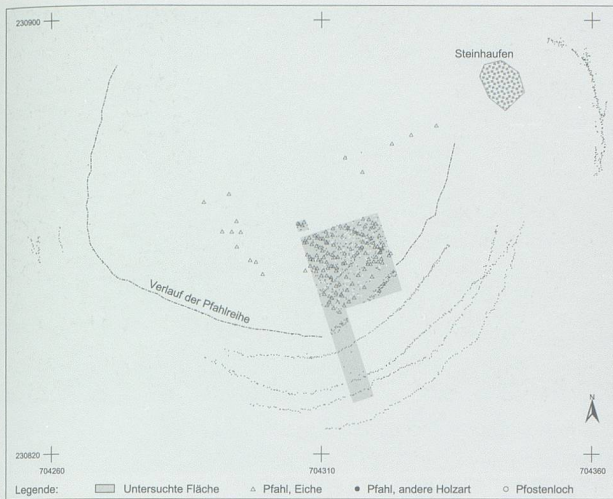 230900
Steinhaufen
Verlauf der Pfahlreihe
N
230820
704260
704310
704360
Legende:
Untersuchte Fläche
Pfahl, Eiche
Pfahl, andere Holzart
Pfostenloch